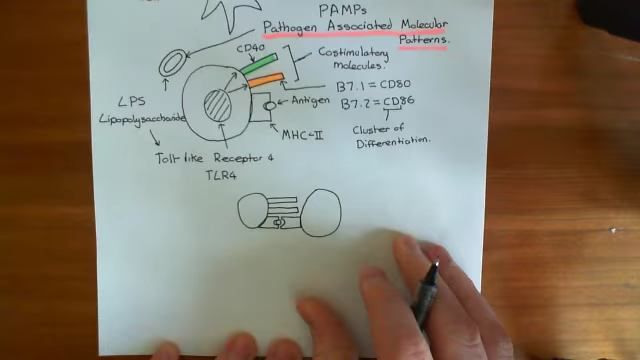 PAMPs
Pathogen Associated Molecular
Patterns.
CD40
Costimulatory
Molecules.
B7.1 = CD80
B7.2 = CD86
Antigen
MHC-II
Cluster of
Differentiation.
LPS
Lipopolysaccharide
Toll-like Receptor 4
TLR4